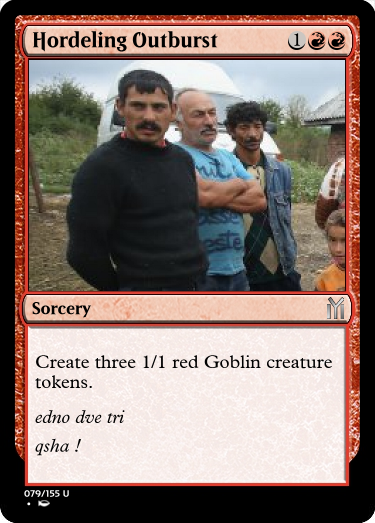 Hordeling Outburst 1
Sorcery
Create three 1/1 red Goblin creature
tokens.
edno dve tri
qsha !
079/155 U